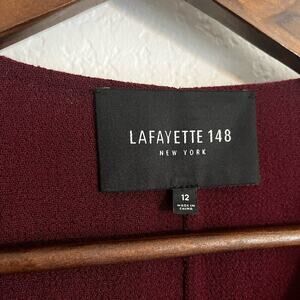 LAFAYETTE 148
NEW YORK
12
MADE IN
CHINA